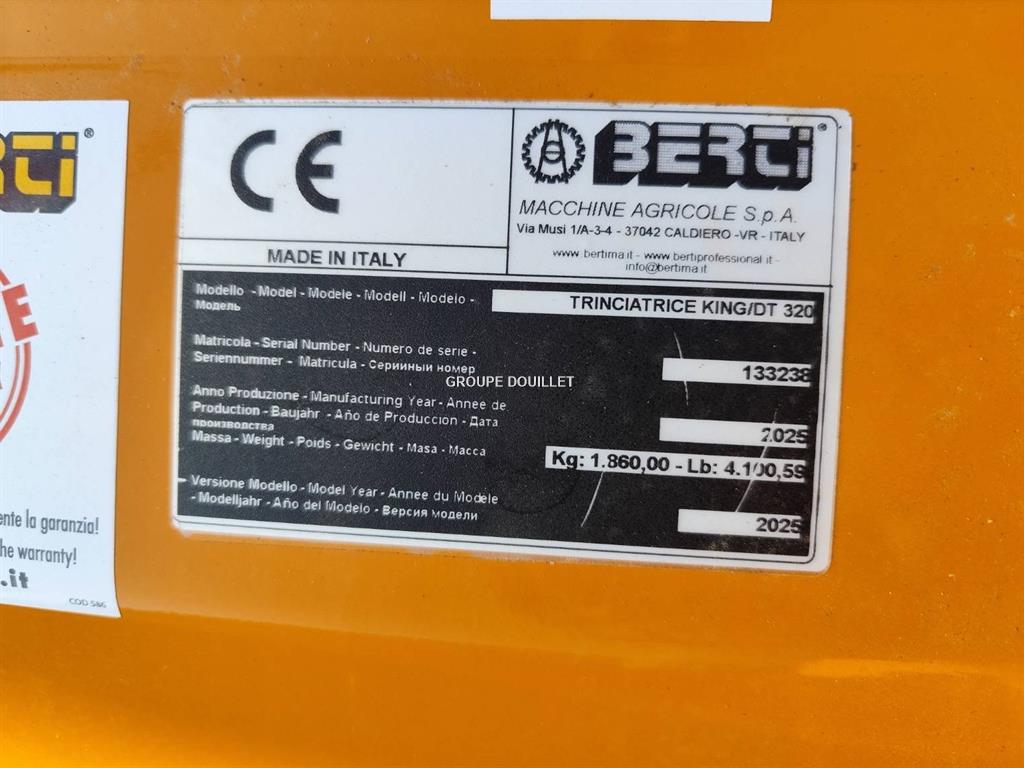 CE
BERTi®
MACCHINE AGRICOLE S.p.A.
Via Musi 1/A-3-4 - 37042 CALDIERO -VR - ITALY
www.bertima.it - www.bertiprofessional.it -
info@bertima.it
MADE IN ITALY
Modello - Model - Modele - Modell - Modelo -
Модель
TRINCIATRICE KING/DT 320
Matricola - Serial Number - Numero de serie -
Seriennummer - Matricula - Серииный номер
133238
GROUPE DOUILLET
Anno Produzione - Manufacturing Year - Annee de
Production - Baujahr - Año de Produccion - Дата
производства
2025
Massa - Weight - Poids - Gewicht - Masa - Масса
Kg: 1.860,00 - Lb: 4.100,59
Versione Modello - Model Year - Annee du Modele
- Modelljahr - Año del Modelo - Версия модели
2025
®
la garanzia!
warranty!
.it
COD 586